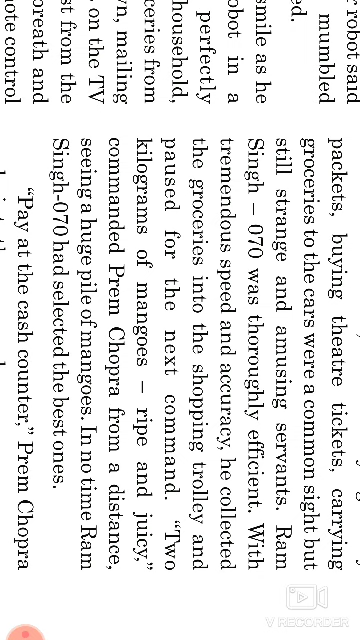 r robot said
mumbled
ed.
smile as he
obot in a
perfectly
household,
ceries from
wn, mailing
on the TV
st from the
oreath and
note control
packets, buying theatre tickets, carrying
groceries to the cars were a common sight but
still strange and amusing servants. Ram
Singh – 070 was thoroughly efficient. With
tremendous speed and accuracy, he collected
the groceries into the shopping trolley and
paused for the next command. “Two
kilograms of mangoes – ripe and juicy,”
commanded Prem Chopra from a distance,
seeing a huge pile of mangoes. In no time Ram
Singh-070 had selected the best ones.
“Pay at the cash counter,” Prem Chopra
V RECORDER